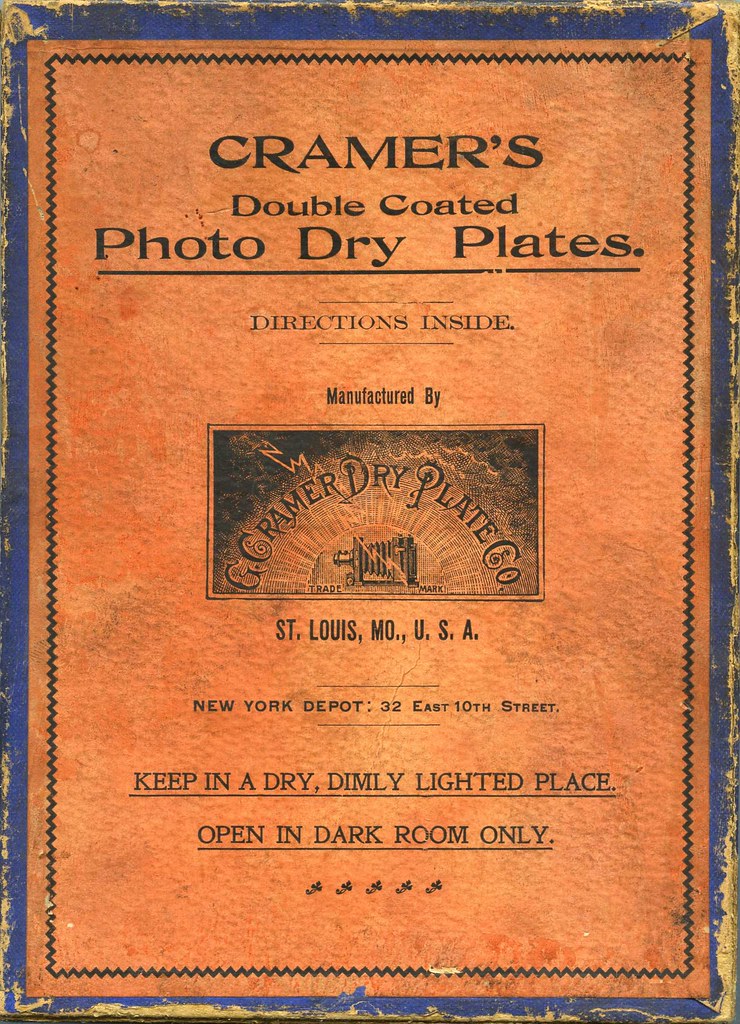 CRAMER'S
Double Coated
Photo Dry Plates.
DIRECTIONS INSIDE.
Manufactured By
G. CRAMER DRY PLATE CO.
TRADE MARK
ST. LOUIS, MO., U. S. A.
NEW YORK DEPOT: 32 EAST 10TH STREET.
KEEP IN A DRY, DIMLY LIGHTED PLACE.
OPEN IN DARK ROOM ONLY.